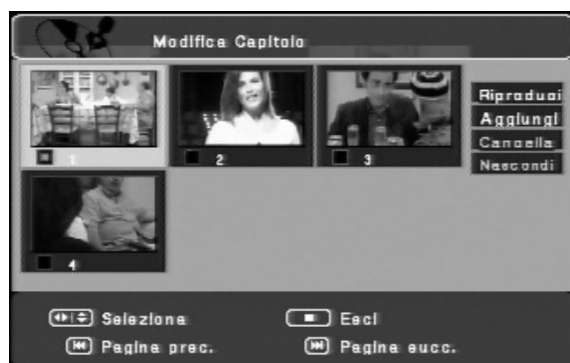 Modifica Capitolo
1
2
3
4
Riproduci
Aggiungi
Cancella
Nascondi
Seleziona
Esci
Pagina prec.
Pagina succ.